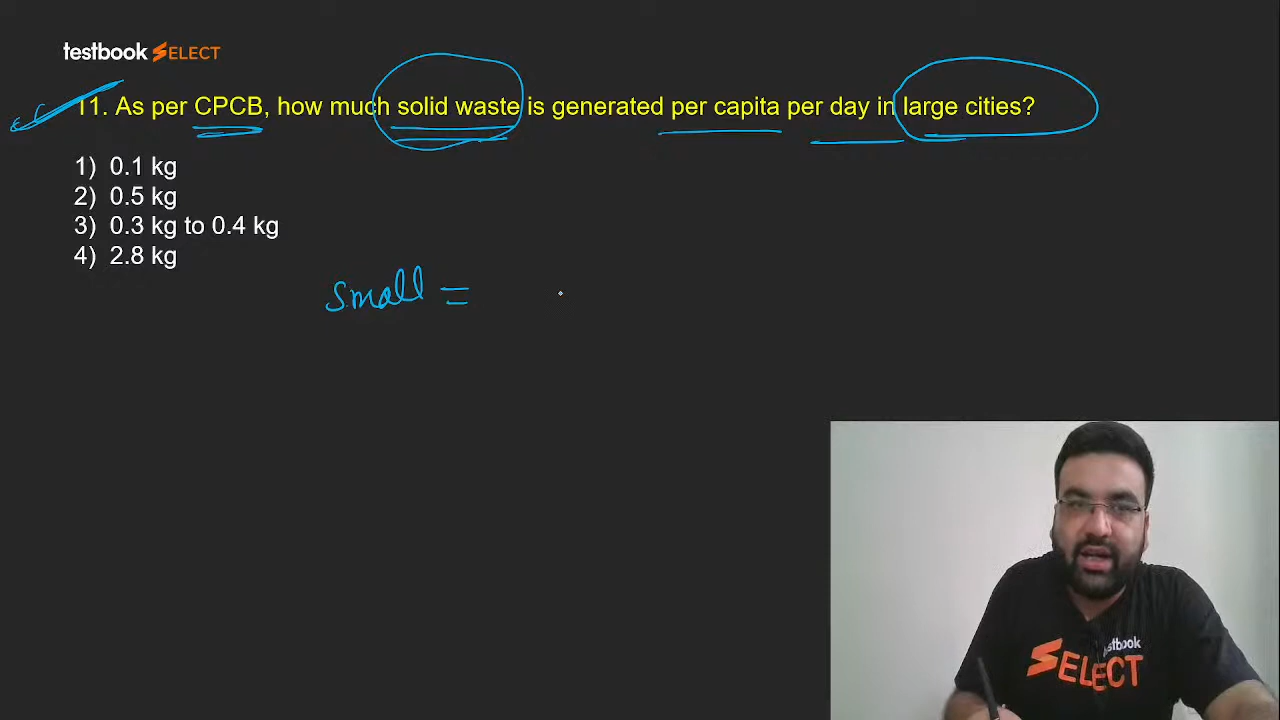 testbook SELECT
11. As per CPCB, how much solid waste is generated per capita per day in large cities?
1) 0.1 kg
2) 0.5 kg
3) 0.3 kg to 0.4 kg
4) 2.8 kg
small =
testbook
SELECT